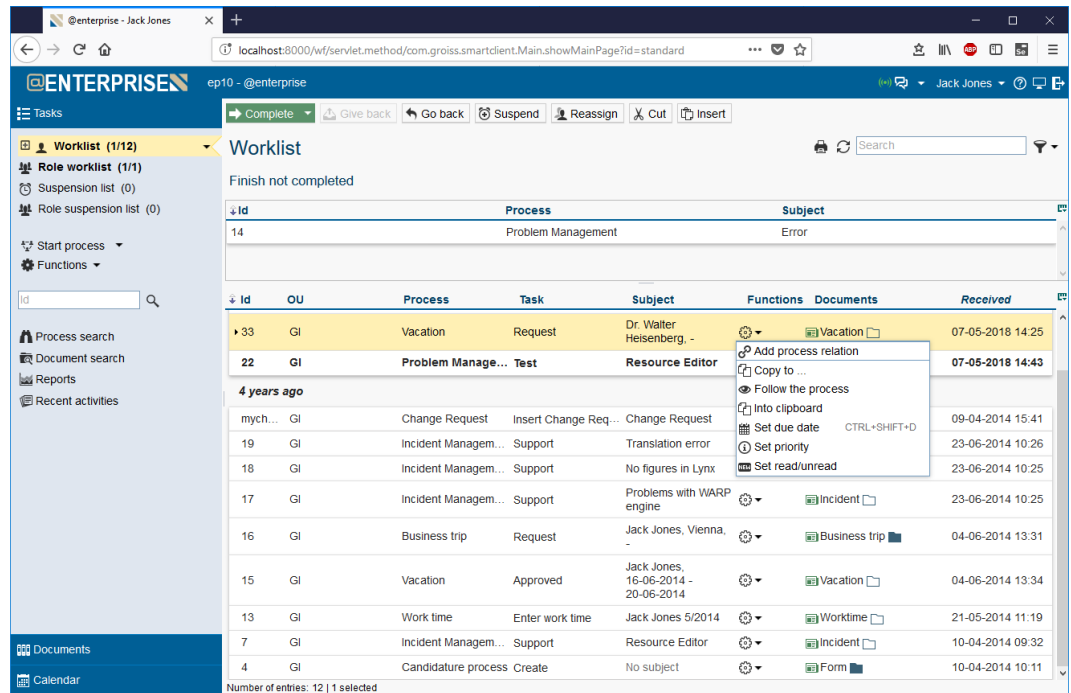 @enterprise - Jack Jones
localhost:8000/wf/servlet.method/com.groiss.smartclient.Main.showMainPage?id=standard
ABP
Se
@ENTERPRISE
ep10 - @enterprise
Jack Jones
Tasks
Complete Give back Go back Suspend Reassign Cut Insert
Worklist (1/12)
Role worklist (1/1)
Suspension list (0)
Role suspension list (0)
Start process
Functions
Id
Process search
Document search
Reports
Recent activities
Documents
Calendar
Worklist
Search
Finish not completed
Id Process Subject
14 Problem Management Error
Id OU Process Task Subject Functions Documents Received
33 GI Vacation Request Dr. Walter Heisenberg, - Vacation 07-05-2018 14:25
22 GI Problem Manage... Test Resource Editor 07-05-2018 14:43
4 years ago
mych... GI Change Request Insert Change Req... Change Request 09-04-2014 15:41
19 GI Incident Managem... Support Translation error 23-06-2014 10:26
18 GI Incident Managem... Support No figures in Lynx 23-06-2014 10:25
17 GI Incident Managem... Support Problems with WARP engine Incident 23-06-2014 10:25
16 GI Business trip Request Jack Jones, Vienna, - Business trip 04-06-2014 13:31
15 GI Vacation Approved Jack Jones, 16-06-2014 - 20-06-2014 Vacation 04-06-2014 13:34
13 GI Work time Enter work time Jack Jones 5/2014 Worktime 21-05-2014 11:19
7 GI Incident Managem... Support Resource Editor Incident 10-04-2014 09:32
4 GI Candidature process Create No subject Form 10-04-2014 10:11
Add process relation
Copy to ...
Follow the process
Into clipboard
Set due date CTRL+SHIFT+D
Set priority
NEW Set read/unread
Number of entries: 12 | 1 selected